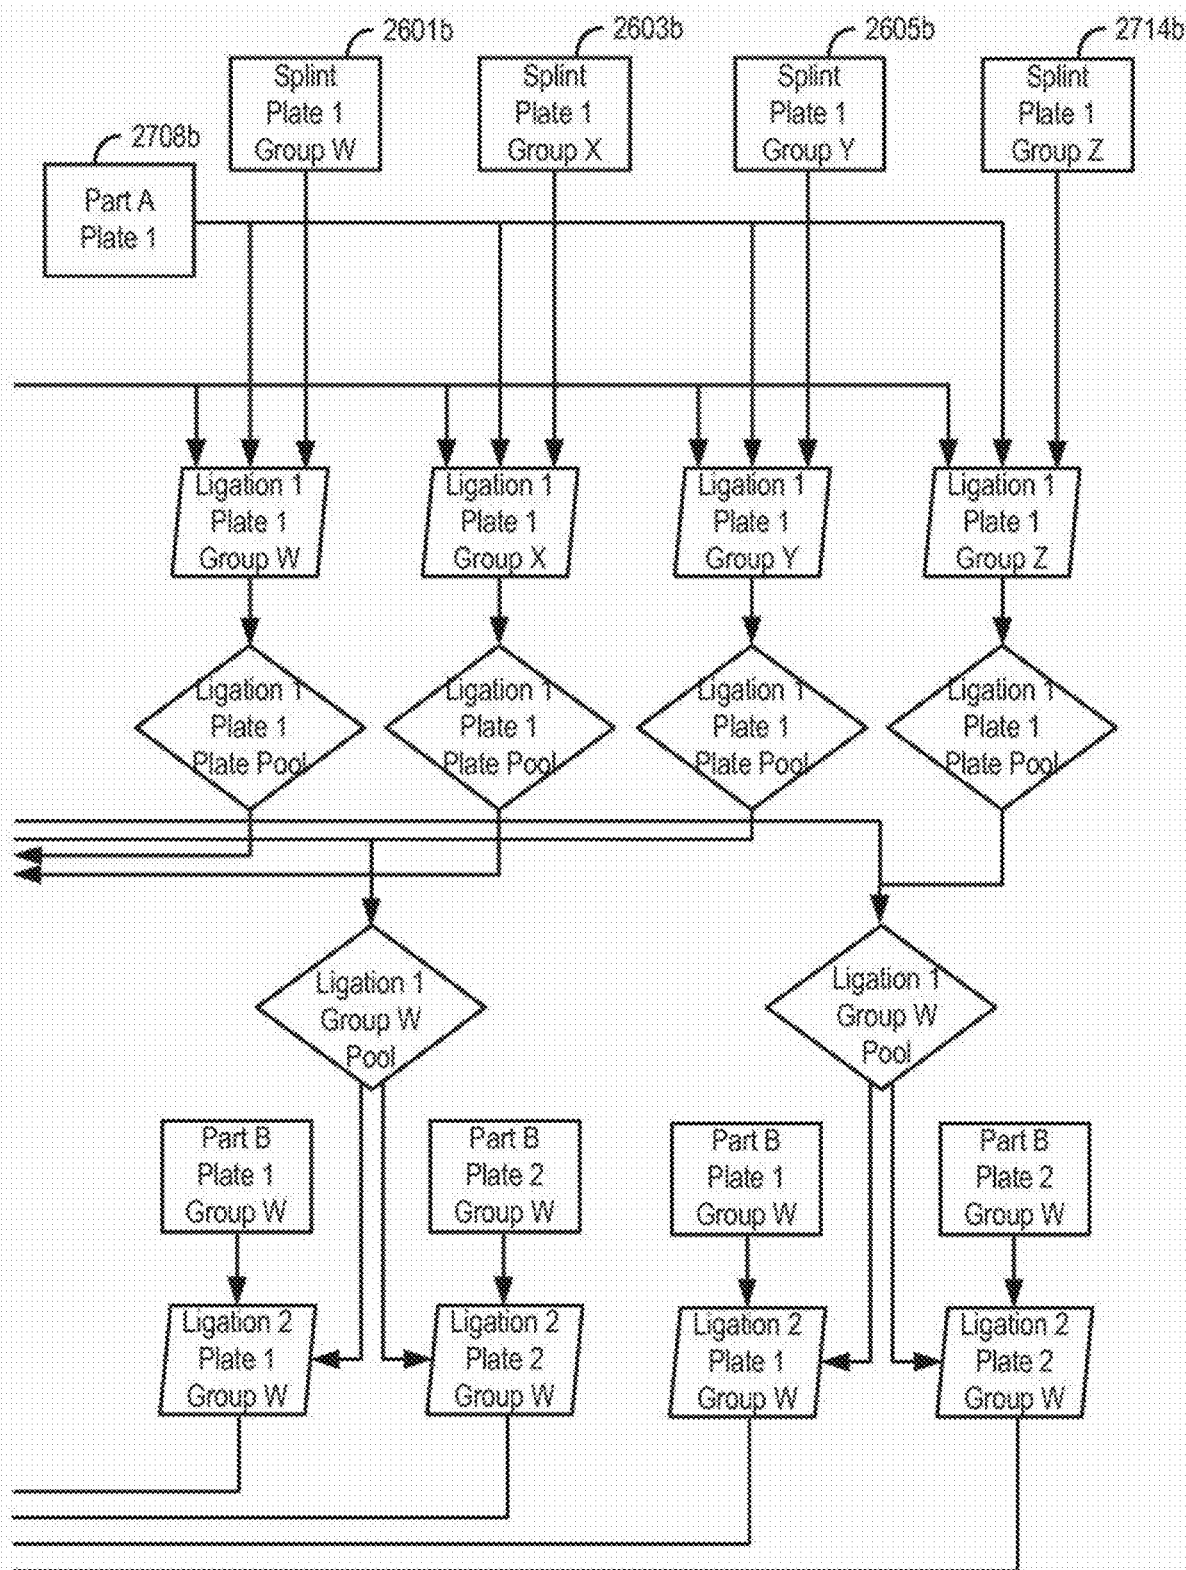 2601b
2603b
2605b
2714b
Splint
Plate 1
Group W
Splint
Plate 1
Group X
Splint
Plate 1
Group Y
Splint
Plate 1
Group Z
2708b
Part A
Plate 1
Ligation 1
Plate 1
Group W
Ligation 1
Plate 1
Group X
Ligation 1
Plate 1
Group Y
Ligation 1
Plate 1
Group Z
Ligation 1
Plate 1
Plate Pool
Ligation 1
Plate 1
Plate Pool
Ligation 1
Plate 1
Plate Pool
Ligation 1
Plate 1
Plate Pool
Ligation 1
Group W
Pool
Ligation 1
Group W
Pool
Part B
Plate 1
Group W
Part B
Plate 2
Group W
Part B
Plate 1
Group W
Part B
Plate 2
Group W
Ligation 2
Plate 1
Group W
Ligation 2
Plate 2
Group W
Ligation 2
Plate 1
Group W
Ligation 2
Plate 2
Group W